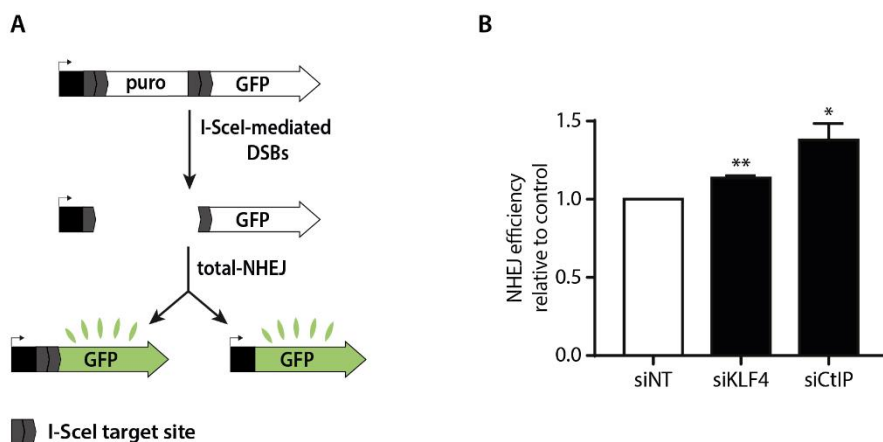 A
puro
GFP
I-SceI-mediated
DSBs
GFP
total-NHEJ
GFP
GFP
I-SceI target site
B
NHEJ efficiency
relative to control
1.5
1.0
0.5
0.0
**
*
siNT
siKLF4
siCtIP